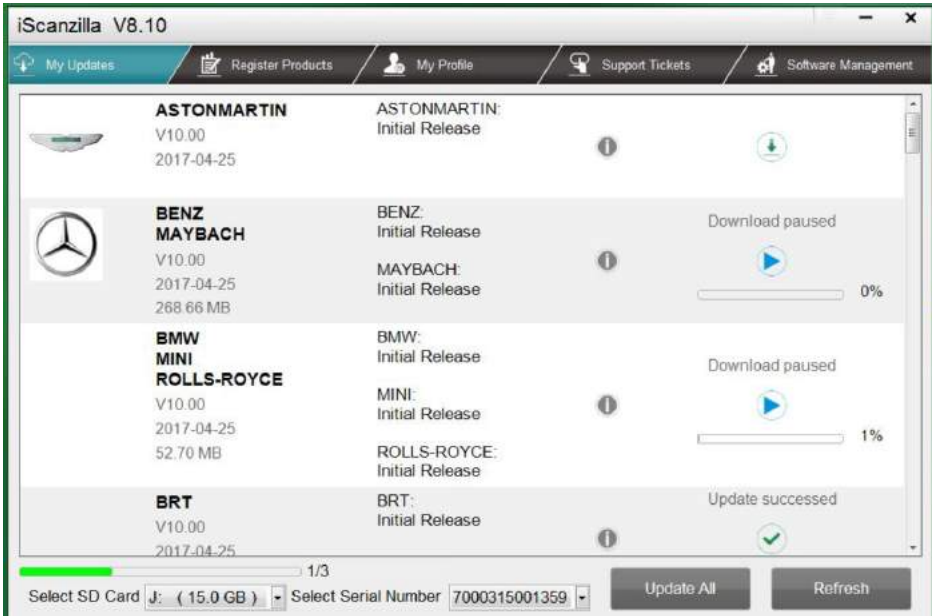 iScanzilla V8.10
My Updates
Register Products
My Profile
Support Tickets
Software Management
ASTONMARTIN
V10.00
2017-04-25
ASTONMARTIN:
Initial Release
BENZ
MAYBACH
V10.00
2017-04-25
268.66 MB
BENZ:
Initial Release
MAYBACH:
Initial Release
Download paused
0%
BMW
MINI
ROLLS-ROYCE
V10.00
2017-04-25
52.70 MB
BMW:
Initial Release
MINI:
Initial Release
ROLLS-ROYCE:
Initial Release
Download paused
1%
BRT
V10.00
2017-04-25
BRT:
Initial Release
Update successed
1/3
Select SD Card J: ( 15.0 GB ) Select Serial Number 7000315001359
Update All
Refresh